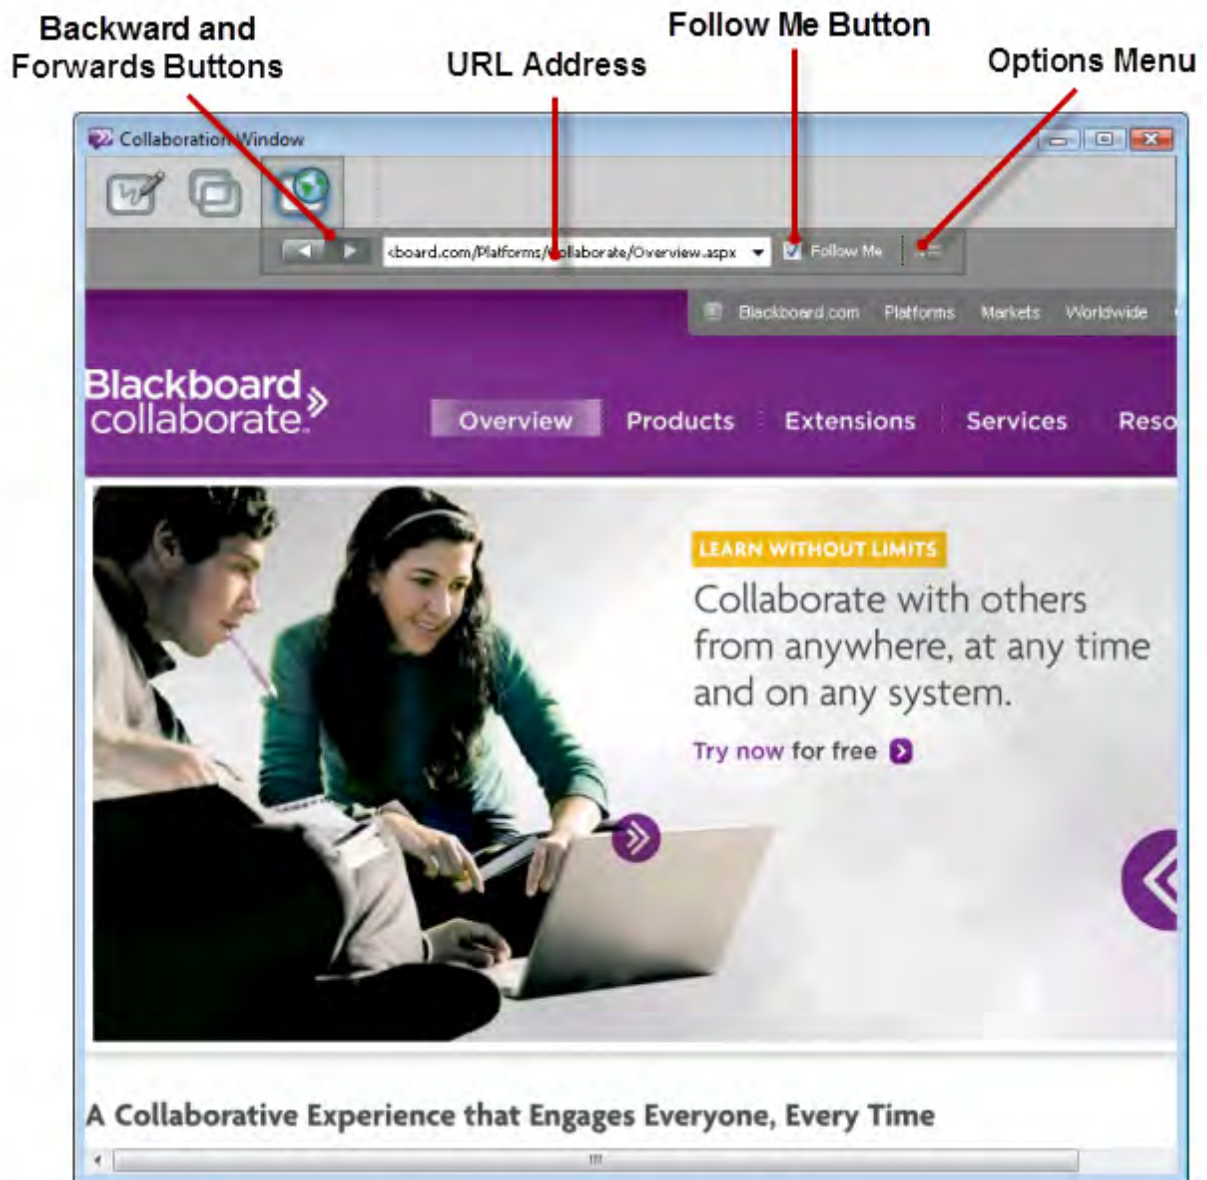 Backward and
Forwards Buttons
URL Address
Follow Me Button
Options Menu
Collaboration Window
<board.com/Platforms/Collaborate/Overview.aspx
Follow Me
Blackboard.com Platforms Markets Worldwide
Blackboard
collaborate™
Overview Products Extensions Services Reso
LEARN WITHOUT LIMITS
Collaborate with others
from anywhere, at any time
and on any system.
Try now for free
A Collaborative Experience that Engages Everyone, Every Time